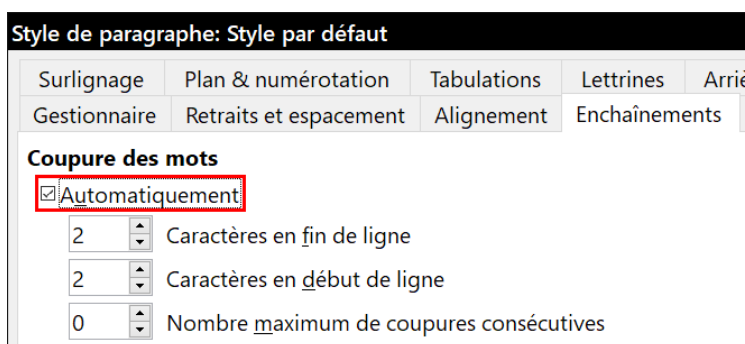 Style de paragraphe: Style par défaut
Surlignage Plan & numérotation Tabulations Lettrines
Gestionnaire Retraits et espacement Alignement Enchaînements
Coupure des mots
Automatiquement
2 Caractères en fin de ligne
2 Caractères en début de ligne
0 Nombre maximum de coupures consécutives